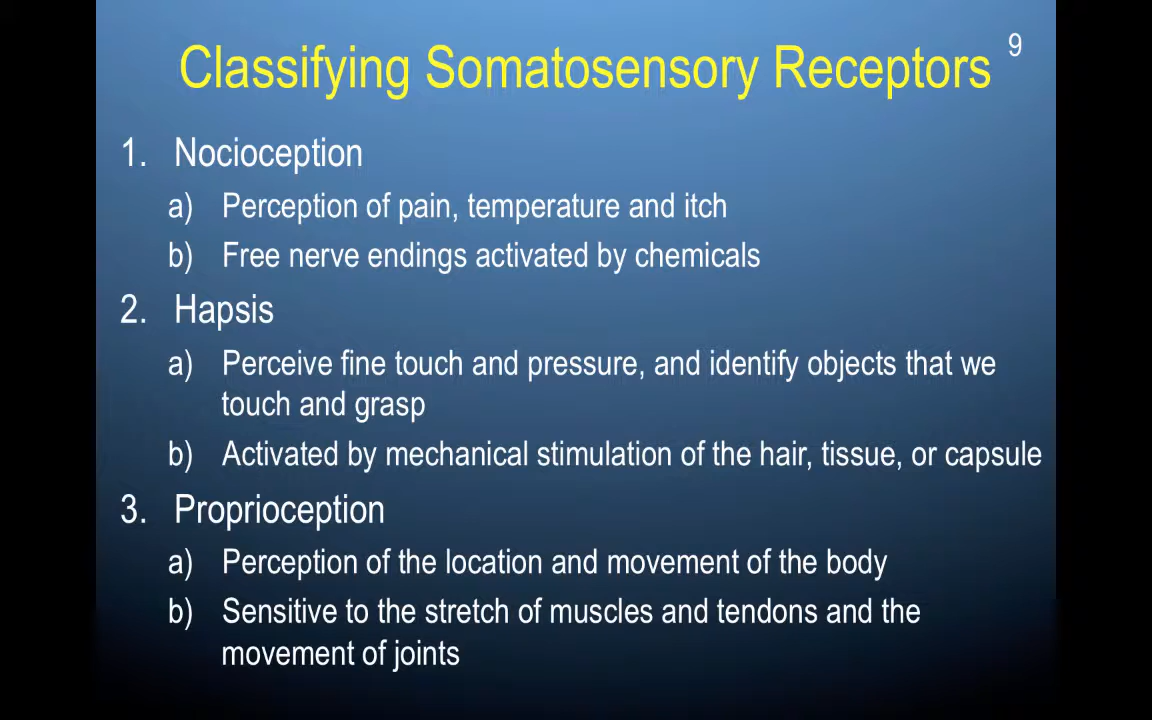 9
Classifying Somatosensory Receptors
1. Nocioception
a) Perception of pain, temperature and itch
b) Free nerve endings activated by chemicals
2. Hapsis
a) Perceive fine touch and pressure, and identify objects that we
touch and grasp
b) Activated by mechanical stimulation of the hair, tissue, or capsule
3. Proprioception
a) Perception of the location and movement of the body
b) Sensitive to the stretch of muscles and tendons and the
movement of joints